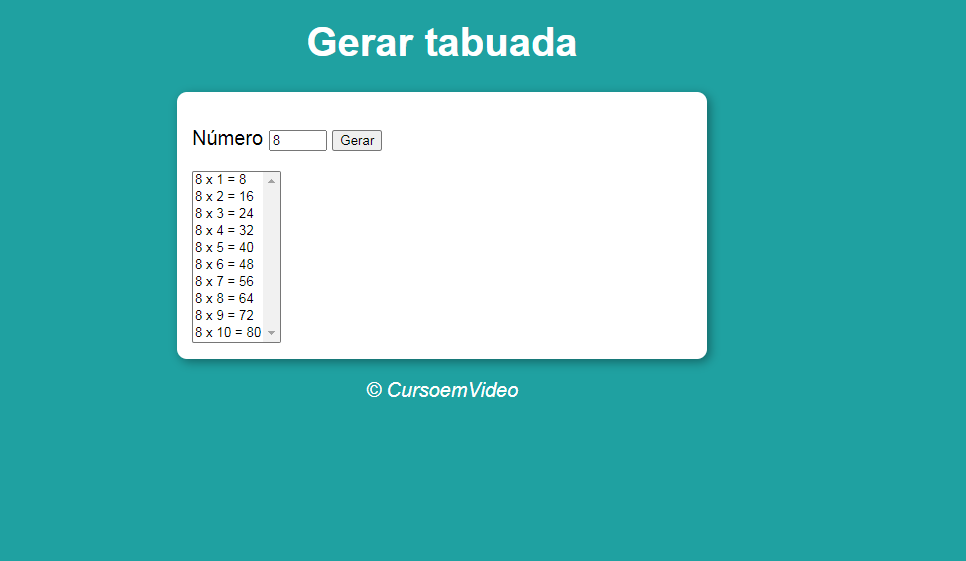 Gerar tabuada
Número 8 Gerar
8 x 1 = 8
8 x 2 = 16
8 x 3 = 24
8 x 4 = 32
8 x 5 = 40
8 x 6 = 48
8 x 7 = 56
8 x 8 = 64
8 x 9 = 72
8 x 10 = 80
© CursoemVideo